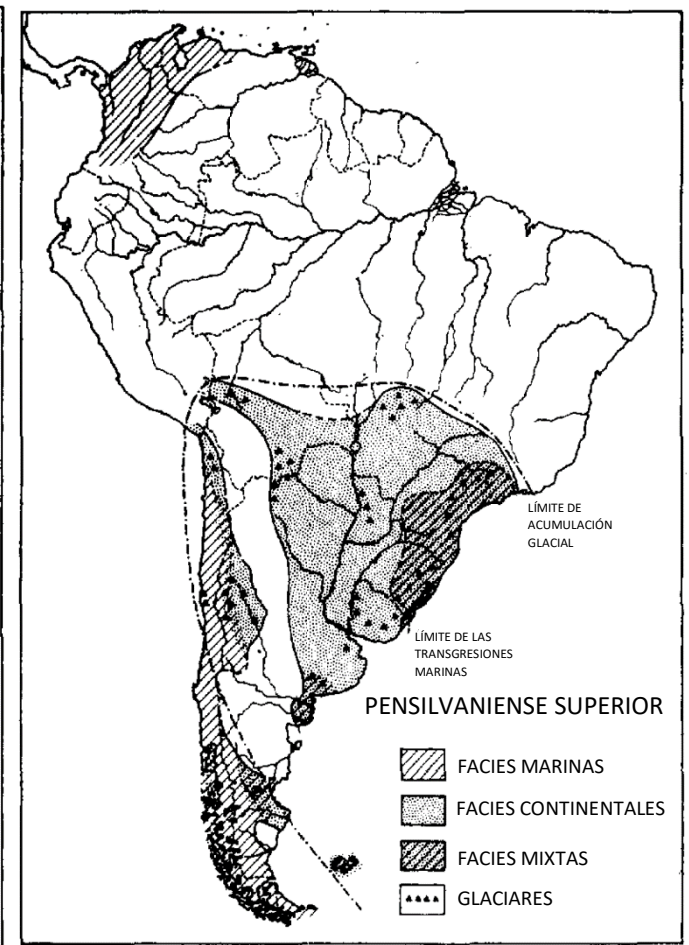 LÍMITE DE
ACUMULACIÓN
GLACIAL
LÍMITE DE LAS
TRANSGRESIONES
MARINAS
PENSILVANIENSE SUPERIOR
FACIES MARINAS
FACIES CONTINENTALES
FACIES MIXTAS
GLACIARES